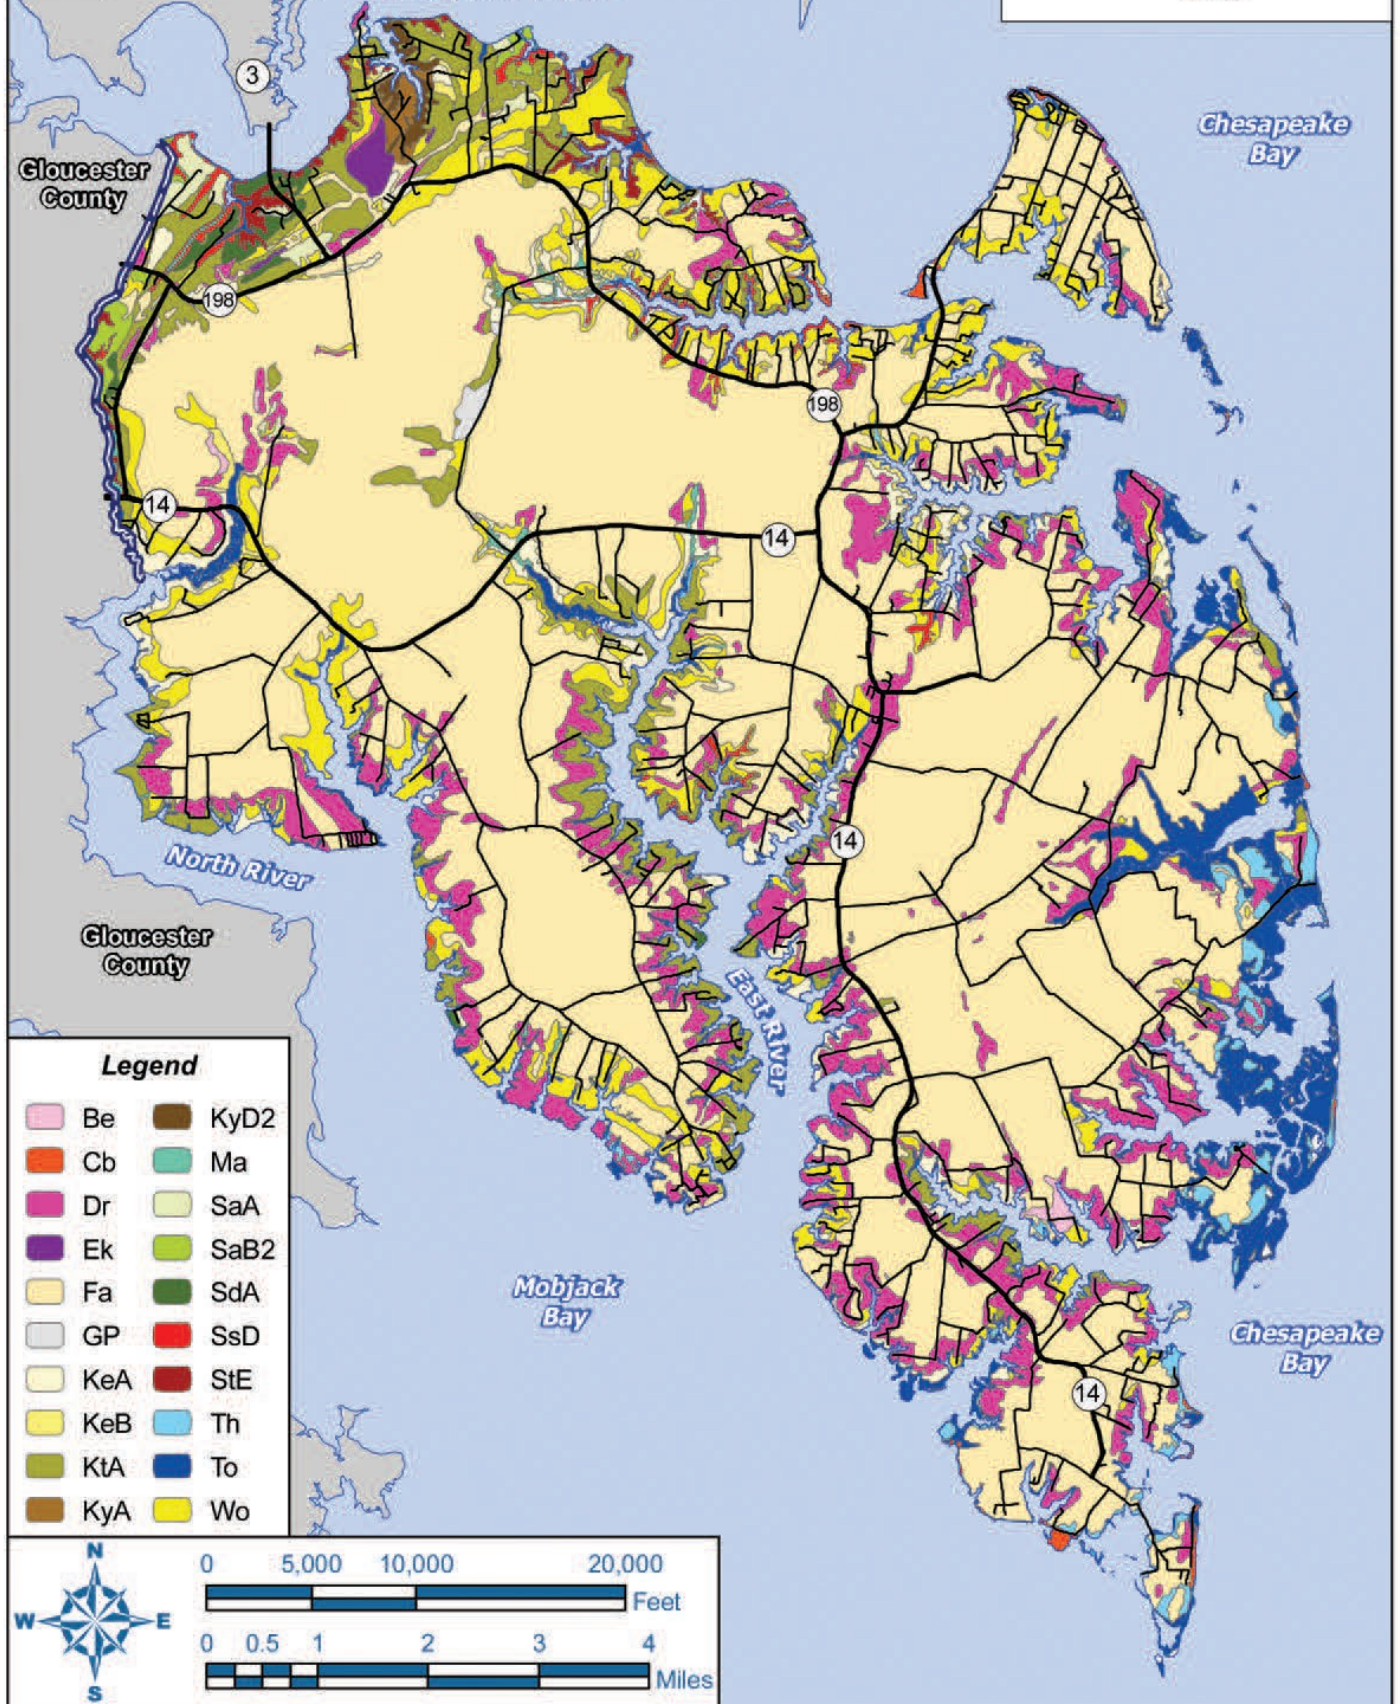 3
Chesapeake
Bay
Gloucester
County
198
198
14
14
14
North River
Gloucester
County
East River
Mobjack
Bay
Chesapeake
Bay
14
Legend
Be
Cb
Dr
Ek
Fa
GP
KeA
KeB
KtA
KyA
KyD2
Ma
SaA
SaB2
SdA
SsD
StE
Th
To
Wo
N
W E
S
0 5,000 10,000 20,000
Feet
0 0.5 1 2 3 4
Miles